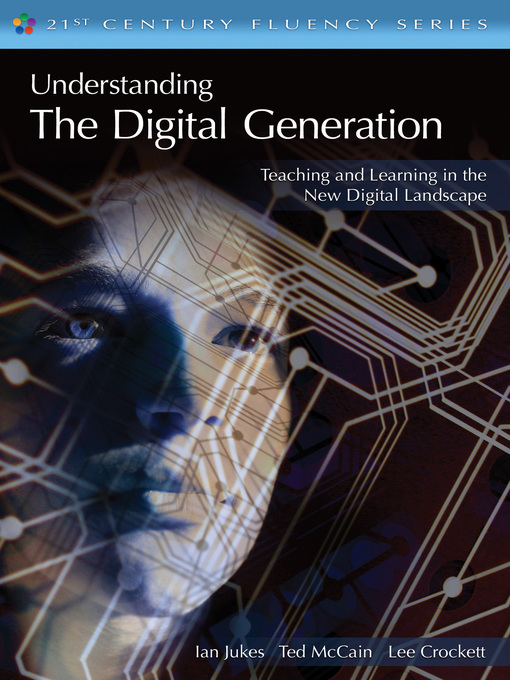 21ST CENTURY FLUENCY SERIES
Understanding
The Digital Generation
Teaching and Learning in the
New Digital Landscape
Ian Jukes Ted McCain Lee Crockett